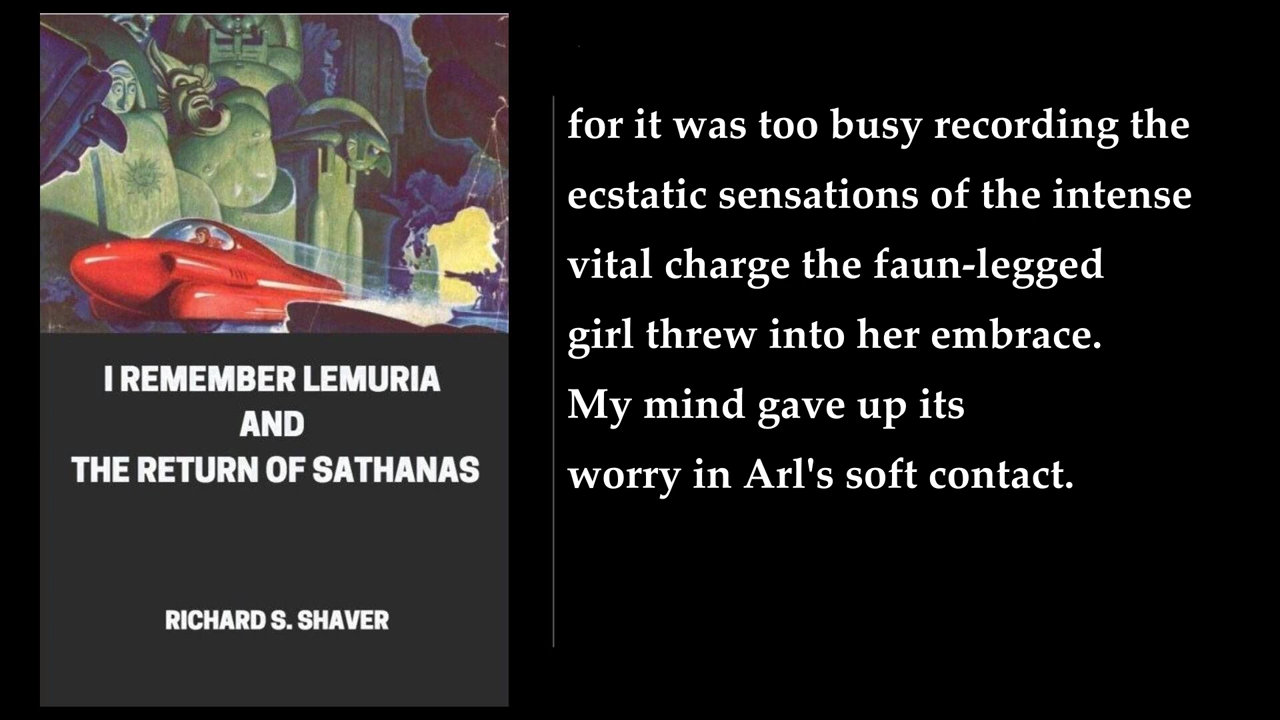 I REMEMBER LEMURIA
AND
THE RETURN OF SATHANAS
RICHARD S. SHAVER
for it was too busy recording the
ecstatic sensations of the intense
vital charge the faun-legged
girl threw into her embrace.
My mind gave up its
worry in Arl's soft contact.